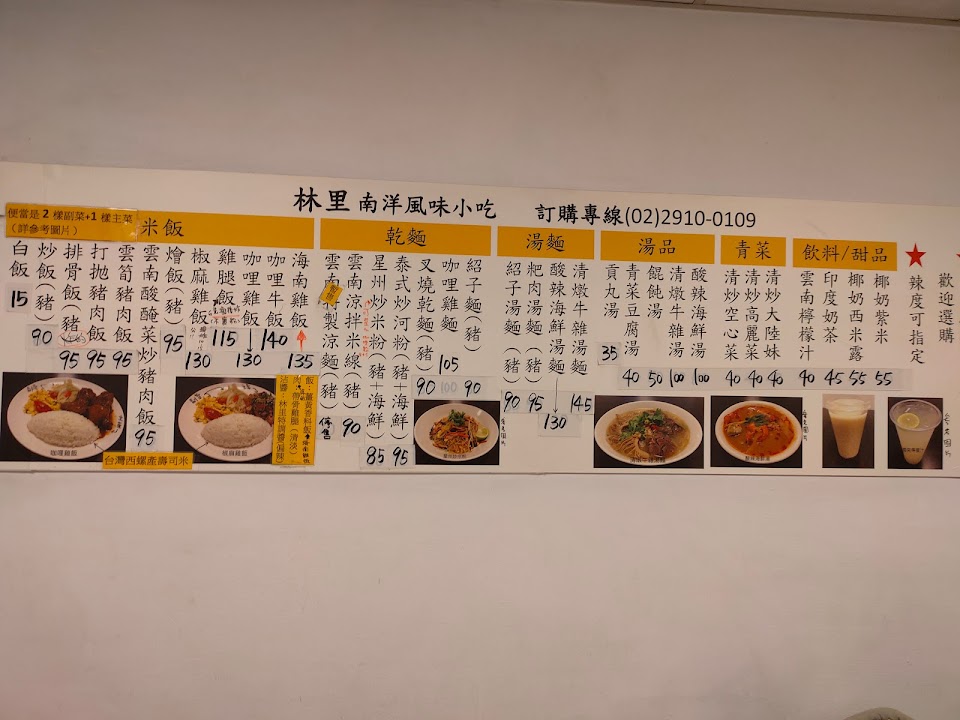 林里 南洋風味小吃 訂購專線(02)2910-0109
便當是2樣副菜+1樣主菜
(詳參考圖片)
米飯
白飯 15
炒飯(豬) 90
排骨飯(豬) 95
打拋豬肉飯 95
雲筍豬肉飯 95
雲南酸醃菜炒豬肉飯 95
燴飯(豬) 95
椒麻雞飯 130
雞腿飯 115
咖哩雞飯 130
咖哩牛飯 140
海南雞飯 135
台灣西螺產壽司米
乾麵
雲南特製涼麵(豬) 停售
雲南涼拌米線(豬) 90
星州炒米粉(豬+海鮮) 85
泰式炒河粉(豬+海鮮) 95
叉燒乾麵(豬) 90
咖哩雞麵 105
100
紹子麵(豬) 90
湯麵
紹子湯麵(豬) 90
粑肉湯麵(豬) 95
酸辣海鮮湯麵 130
清燉牛雜湯麵 145
湯品
貢丸湯 35
酸菜豆腐湯 40
餛飩湯 50
清燉牛雜湯 100
酸辣海鮮湯 100
青菜
清炒空心菜 40
清炒高麗菜 40
清炒大陸妹 40
飲料/甜品
雲南檸檬汁 40
印度奶茶 45
椰奶西米露 55
椰奶紫米 55
★辣度可指定
歡迎選購
咖哩雞飯
椒麻雞飯